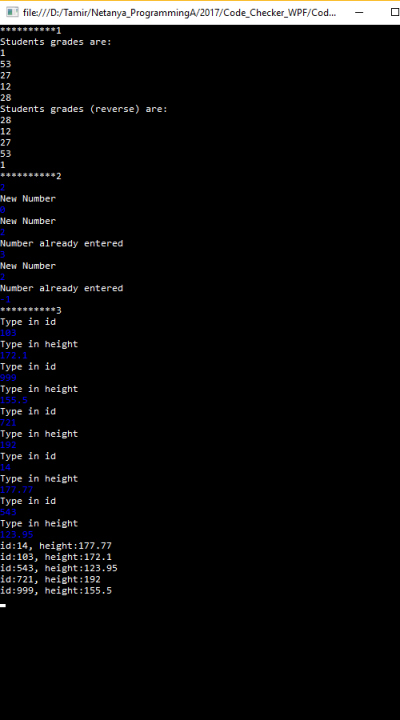 file:///D:/Tamir/Netanya_ProgrammingA/2017/Code_Checker_WPF/Cod...
**********1
Students grades are:
1
53
27
12
28
Students grades (reverse) are:
28
12
27
53
1
**********2
2
New Number
0
New Number
2
Number already entered
3
New Number
2
Number already entered
-1
**********3
Type in id
103
Type in height
172.1
Type in id
999
Type in height
155.5
Type in id
721
Type in height
192
Type in id
14
Type in height
177.77
Type in id
543
Type in height
123.95
id:14, height:177.77
id:103, height:172.1
id:543, height:123.95
id:721, height:192
id:999, height:155.5